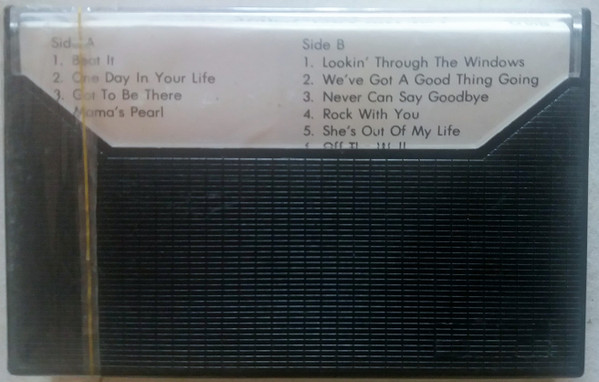 Side A
1. Beat It
2. One Day In Your Life
3. Got To Be There
Mama's Pearl
Side B
1. Lookin' Through The Windows
2. We've Got A Good Thing Going
3. Never Can Say Goodbye
4. Rock With You
5. She's Out Of My Life